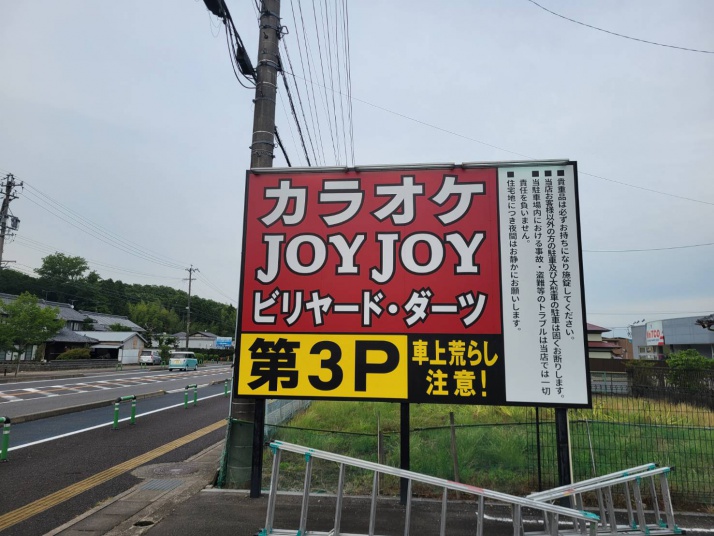 カラオケ
JOYJOY
ビリヤード・ダーツ
第3P
車上荒らし
注意!
■貴重品は必ずお持ちになり施錠してください。
■当店お客様以外の方の駐車及び大型車の駐車は固くお断りします。
■当駐車場内における事故・盗難等のトラブルは当店では一切
責任を負いません。
■住宅地につき夜間はお静かにお願いします。